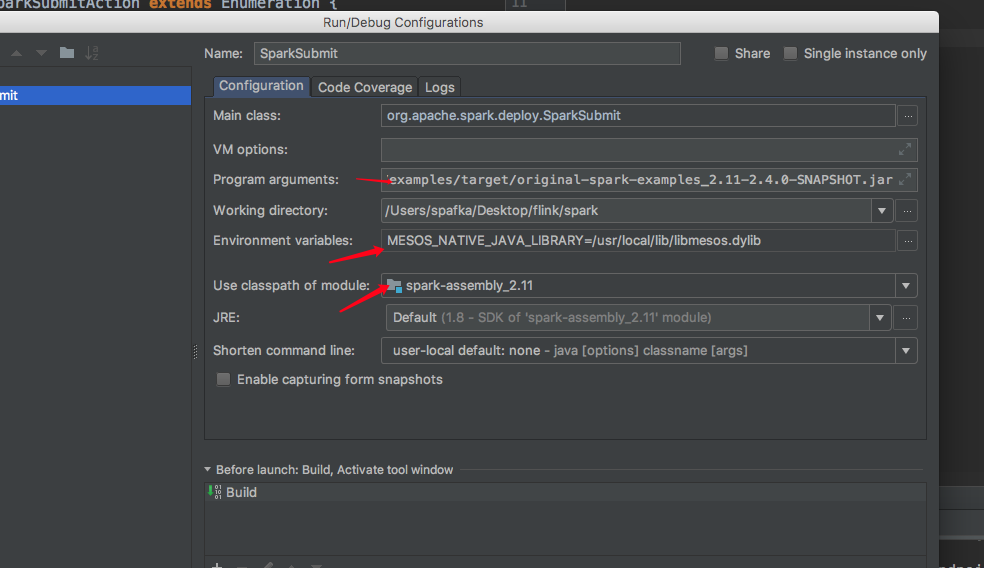 extends Enumeration {
11
Run/Debug Configurations
Name: SparkSubmit Share Single instance only
mit
Configuration Code Coverage Logs
Main class: org.apache.spark.deploy.SparkSubmit ...
VM options:
Program arguments: examples/target/original-spark-examples_2.11-2.4.0-SNAPSHOT.jar
Working directory: /Users/spafka/Desktop/flink/spark ...
Environment variables: MESOS_NATIVE_JAVA_LIBRARY=/usr/local/lib/libmesos.dylib ...
Use classpath of module: spark-assembly_2.11
JRE: Default (1.8 - SDK of 'spark-assembly_2.11' module) ...
Shorten command line: user-local default: none - java [options] classname [args]
Enable capturing form snapshots
Before launch: Build, Activate tool window
Build